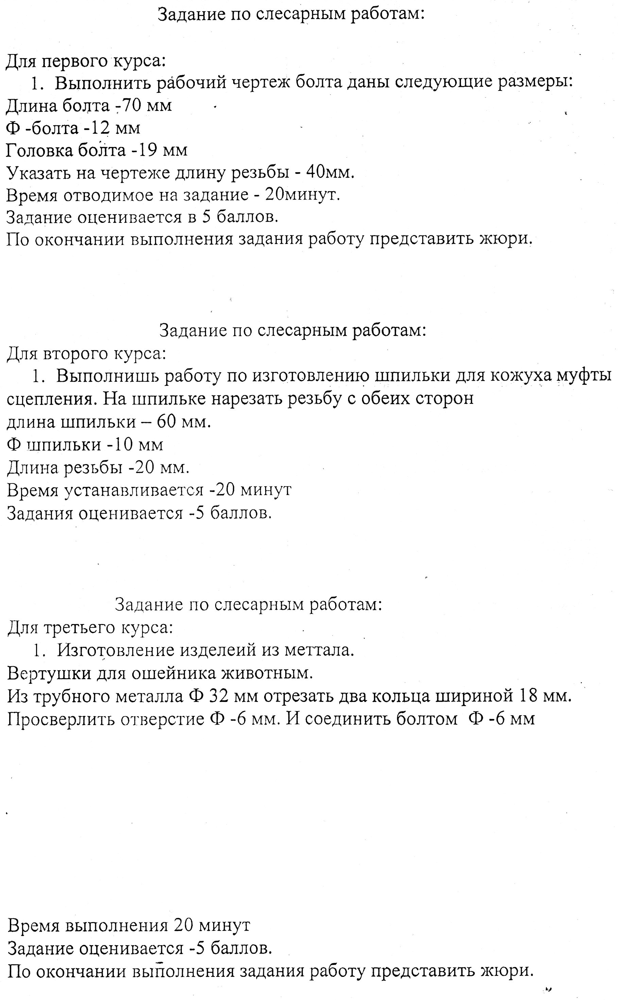 Задание по слесарным работам:
Для первого курса:
1. Выполнить рабочий чертеж болта даны следующие размеры:
Длина болта -70 мм
Ф -болта -12 мм
Головка болта -19 мм
Указать на чертеже длину резьбы - 40мм.
Время отводимое на задание - 20минут.
Задание оценивается в 5 баллов.
По окончании выполнения задания работу представить жюри.
Задание по слесарным работам:
Для второго курса:
1. Выполнишь работу по изготовлению шпильки для кожуха муфты
сцепления. На шпильке нарезать резьбу с обеих сторон
длина шпильки – 60 мм.
Ф шпильки -10 мм
Длина резьбы -20 мм.
Время устанавливается -20 минут
Задания оценивается -5 баллов.
Задание по слесарным работам:
Для третьего курса:
1. Изготовление изделеий из меттала.
Вертушки для ошейника животным.
Из трубного металла Ф 32 мм отрезать два кольца шириной 18 мм.
Просверлить отверстие Ф -6 мм. И соединить болтом Ф -6 мм
Время выполнения 20 минут
Задание оценивается -5 баллов.
По окончании выполнения задания работу представить жюри.